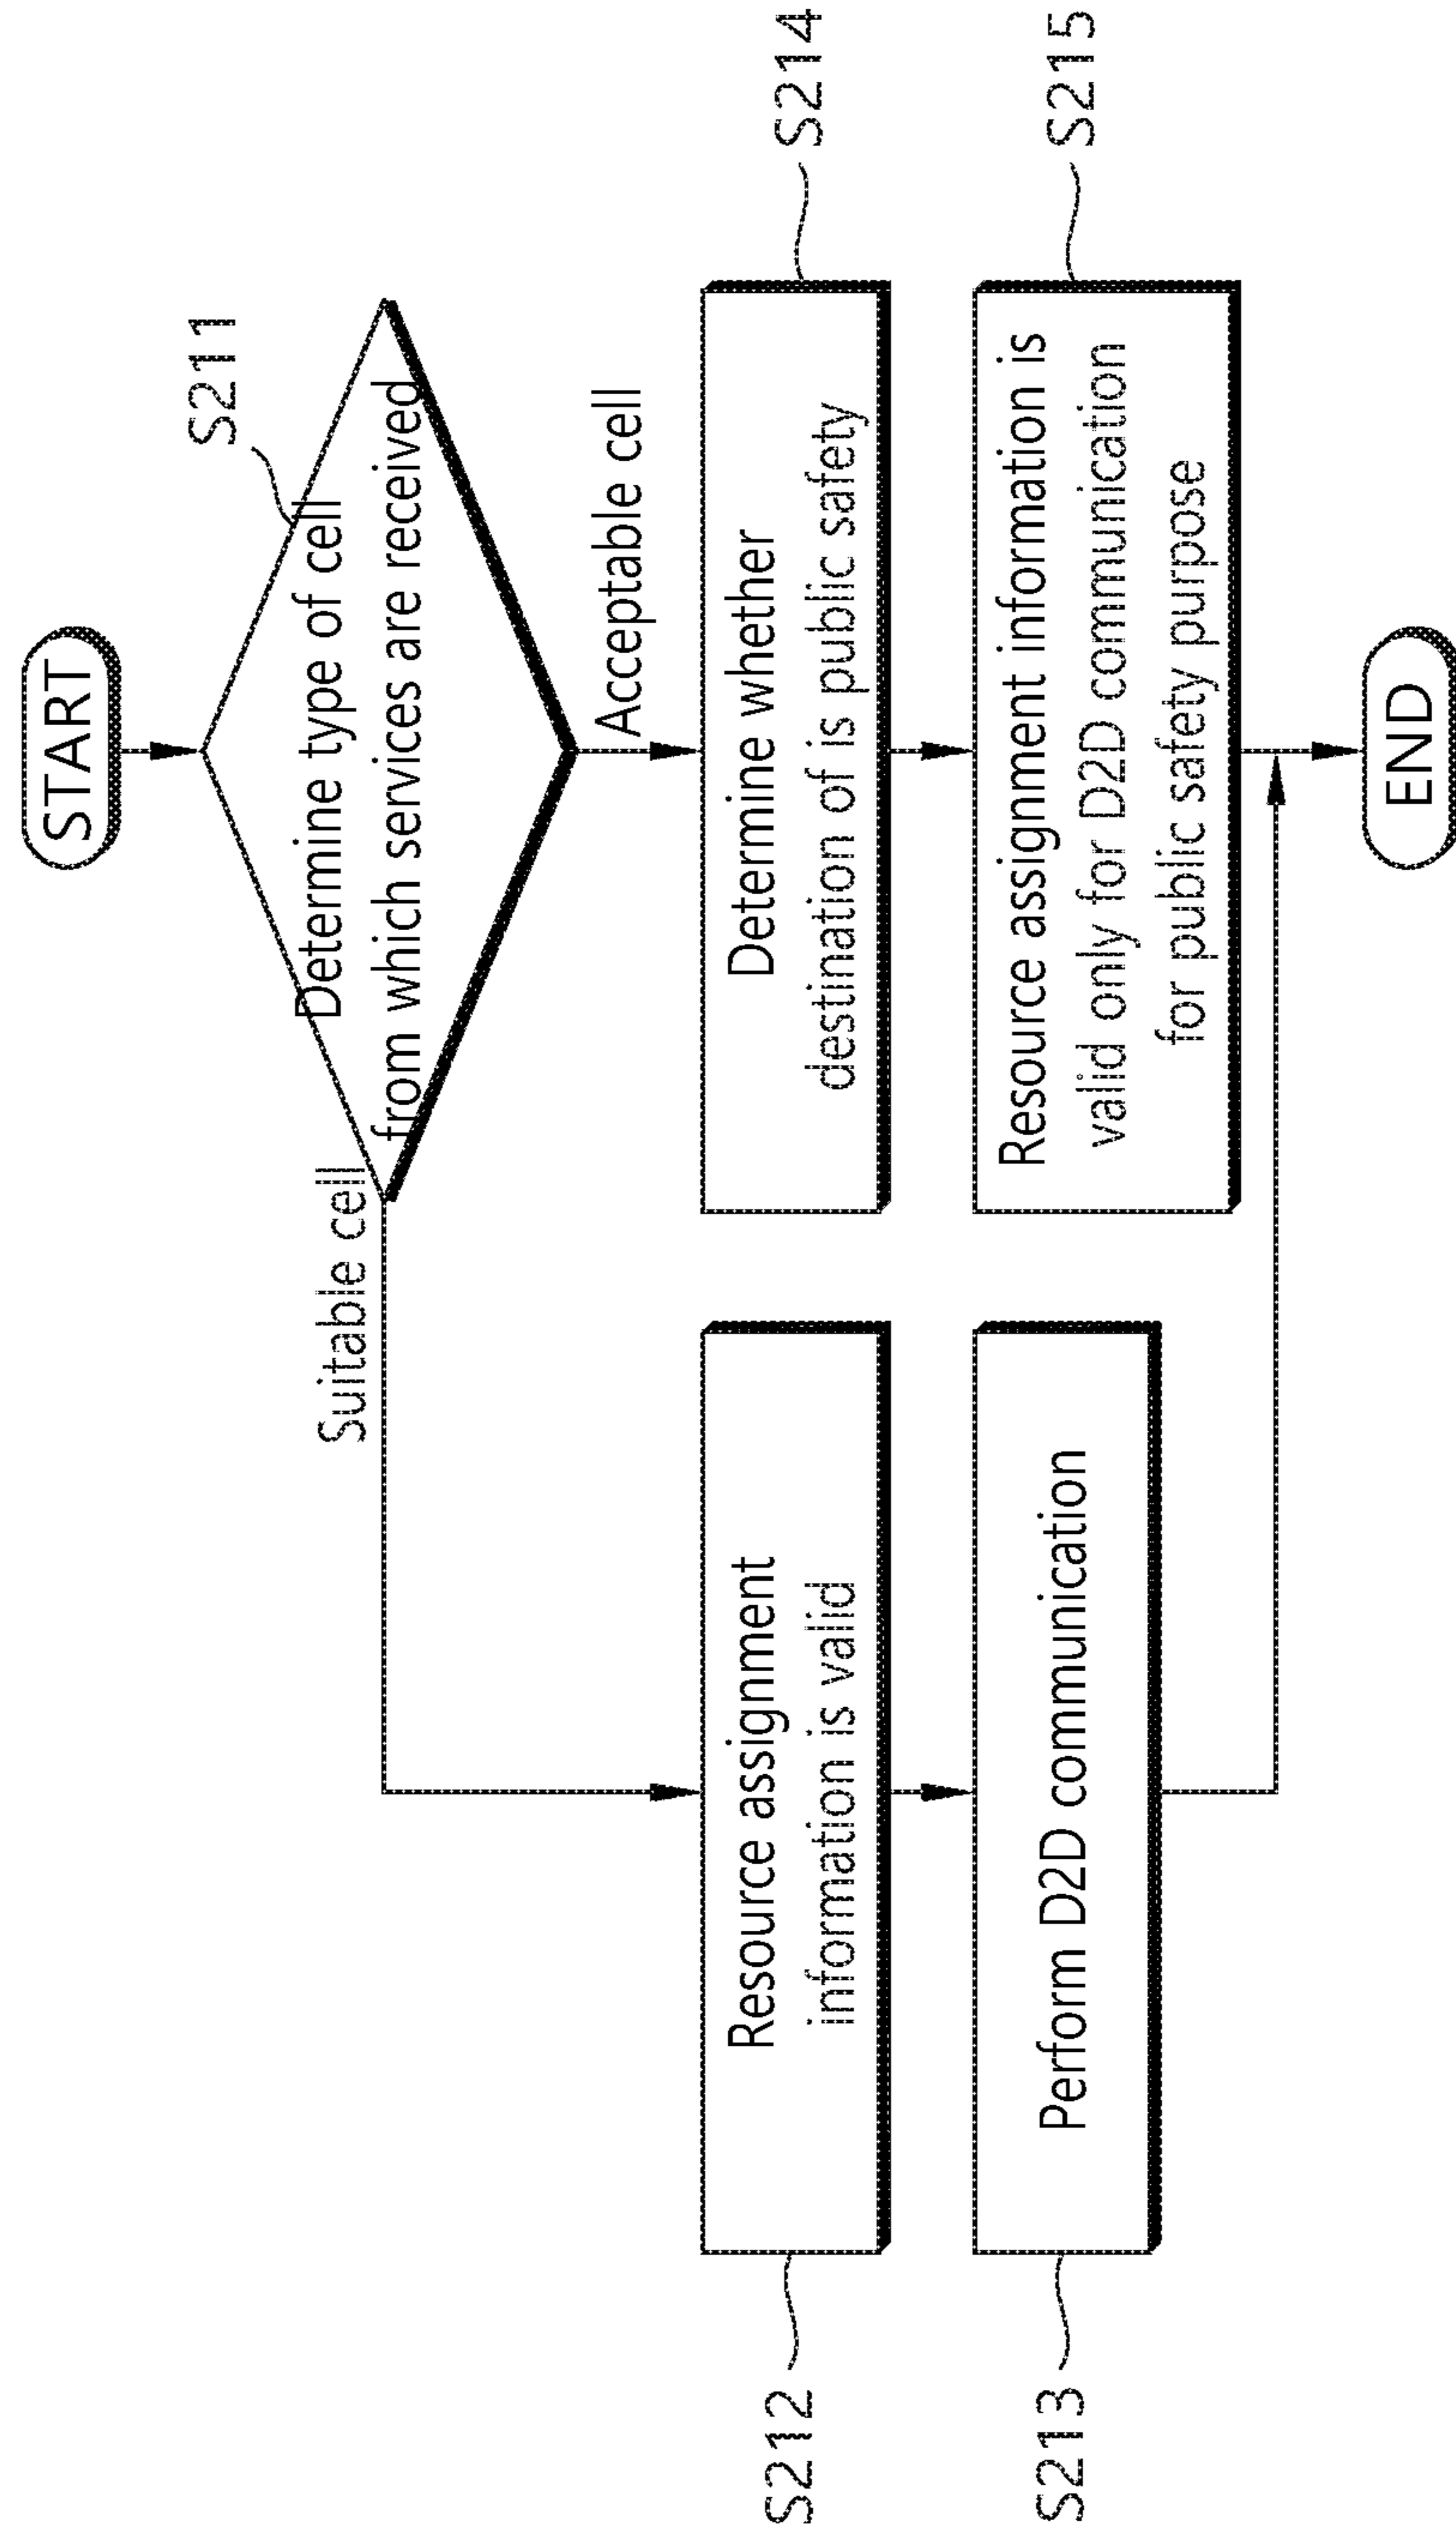 START
S211
Determine type of cell
from which services are received
Suitable cell
Acceptable cell
S212
Resource assignment
information is valid
Determine whether
destination of is public safety
S214
S213
Perform D2D communication
Resource assignment information is
valid only for D2D communication
for public safety purpose
S215
END